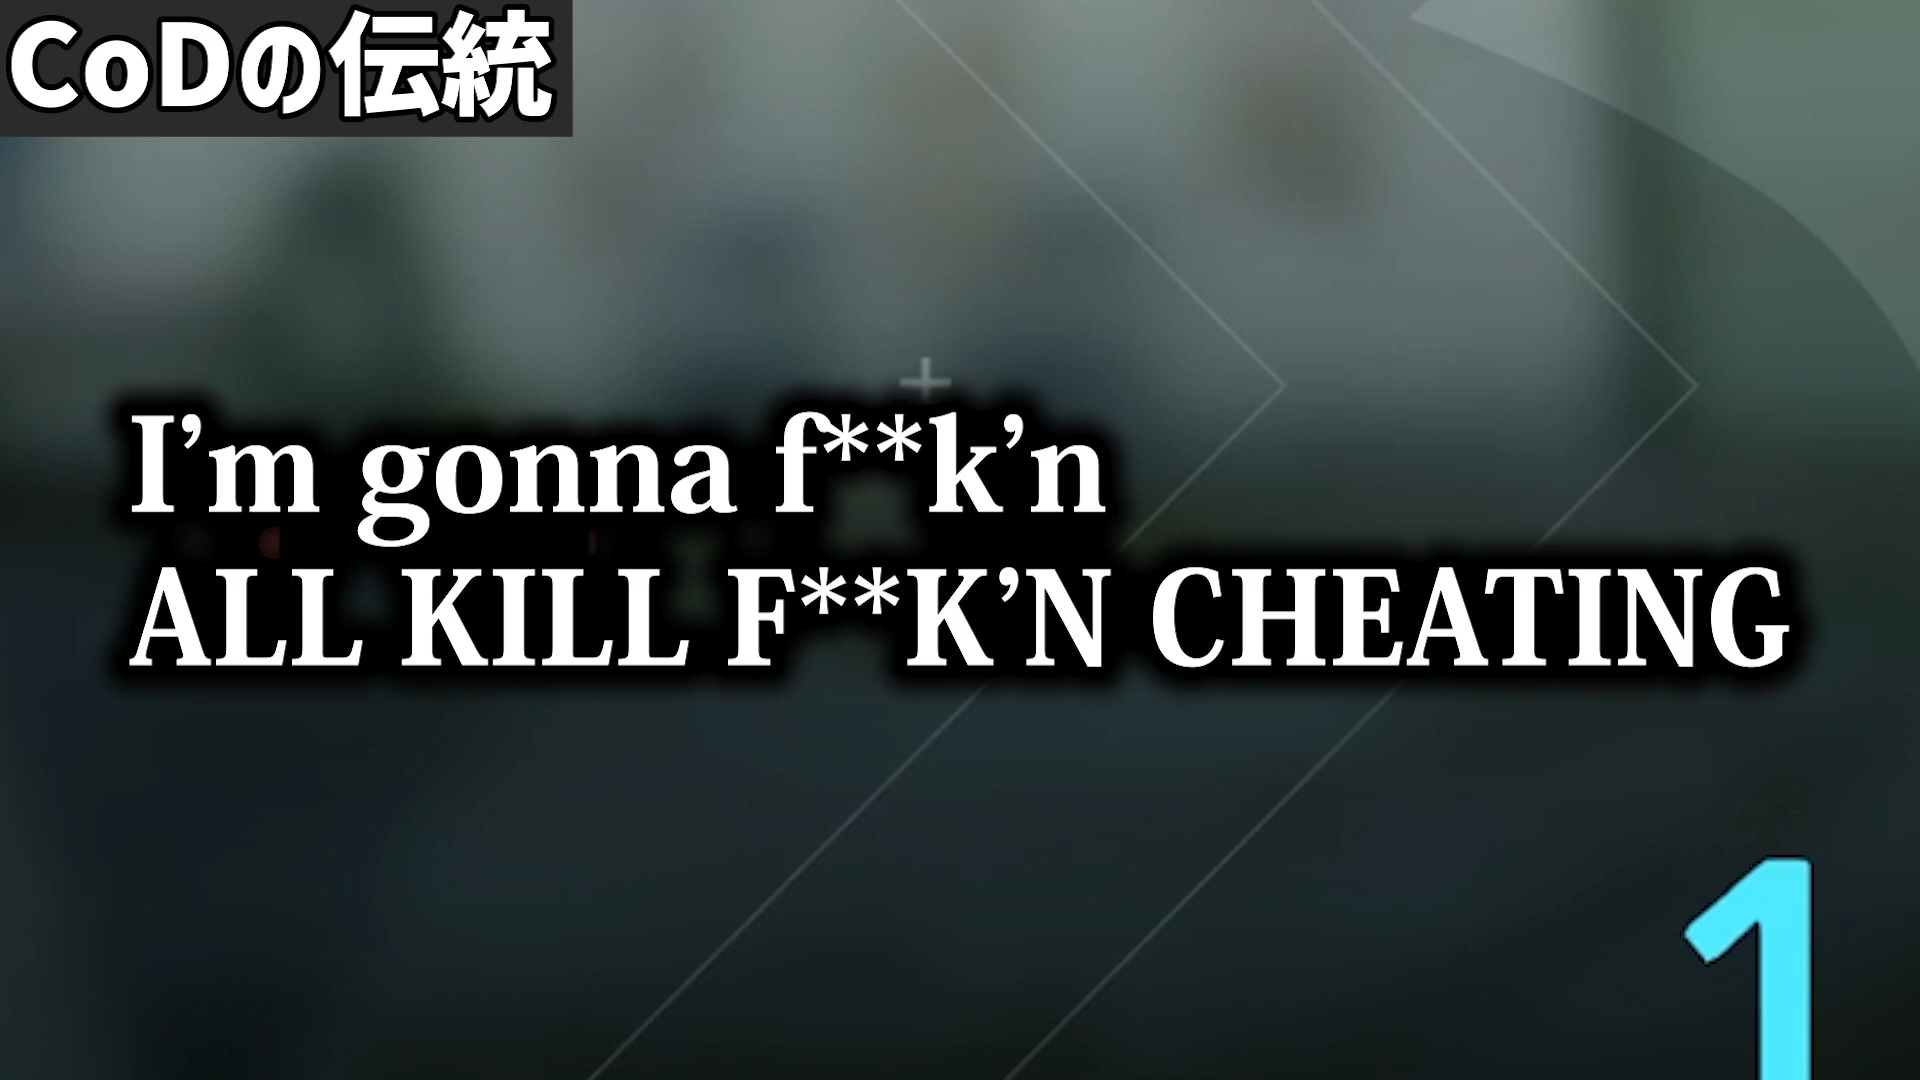 CoDの伝統
I’m gonna f**k’n
ALL KILL F**K’N CHEATING
1